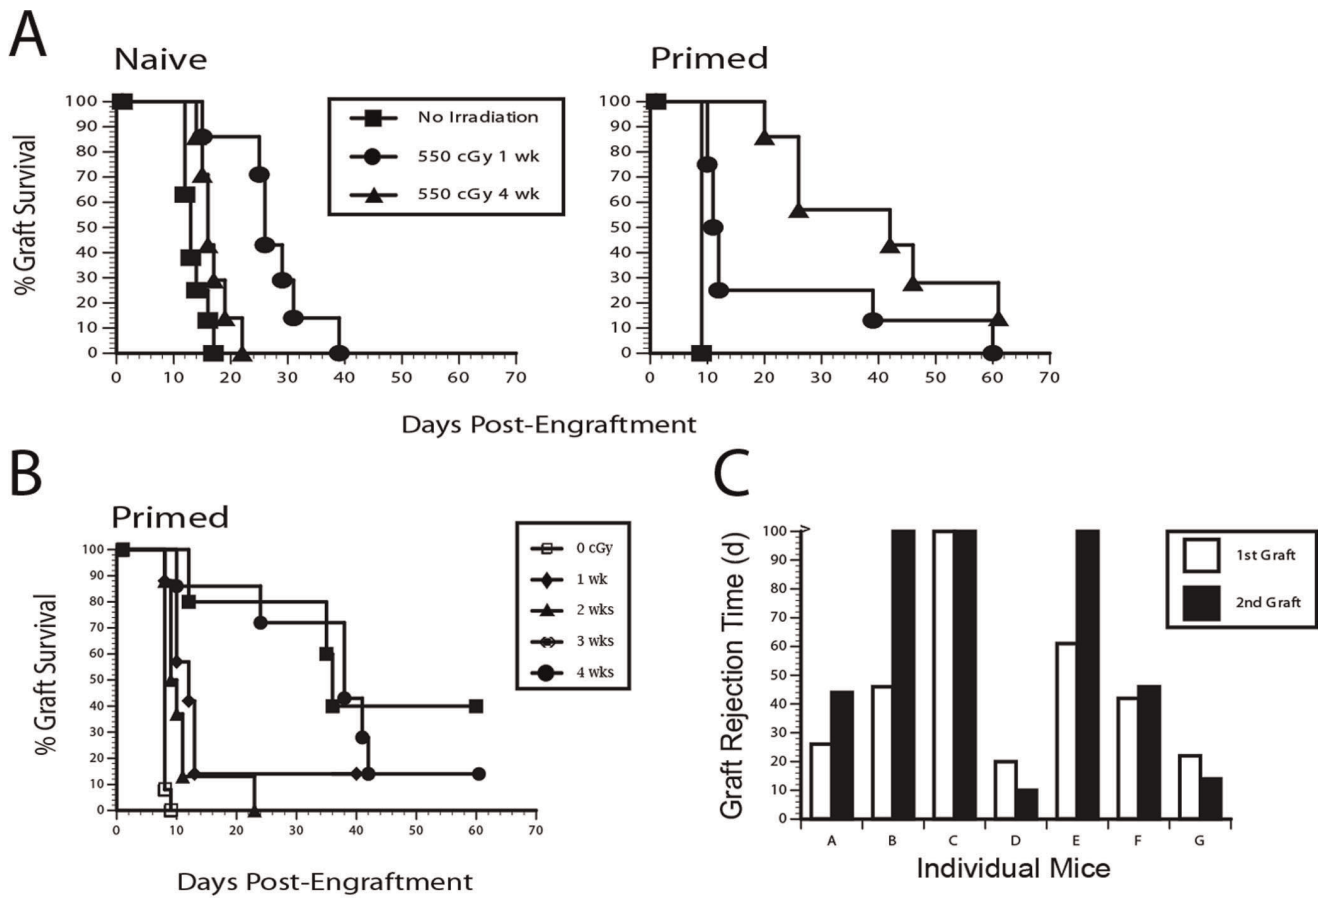 A
Naive
Primed
% Graft Survival
100
90
80
70
60
50
40
30
20
10
0
0 10 20 30 40 50 60 70
No Irradiation
550 cGy 1 wk
550 cGy 4 wk
100
90
80
70
60
50
40
30
20
10
0
0 10 20 30 40 50 60 70
Days Post-Engraftment
B
Primed
% Graft Survival
100
90
80
70
60
50
40
30
20
10
0
0 10 20 30 40 50 60 70
Days Post-Engraftment
0 cGy
1 wk
2 wks
3 wks
4 wks
C
Graft Rejection Time (d)
>
100
90
80
70
60
50
40
30
20
10
0
A B C D E F G
Individual Mice
1st Graft
2nd Graft